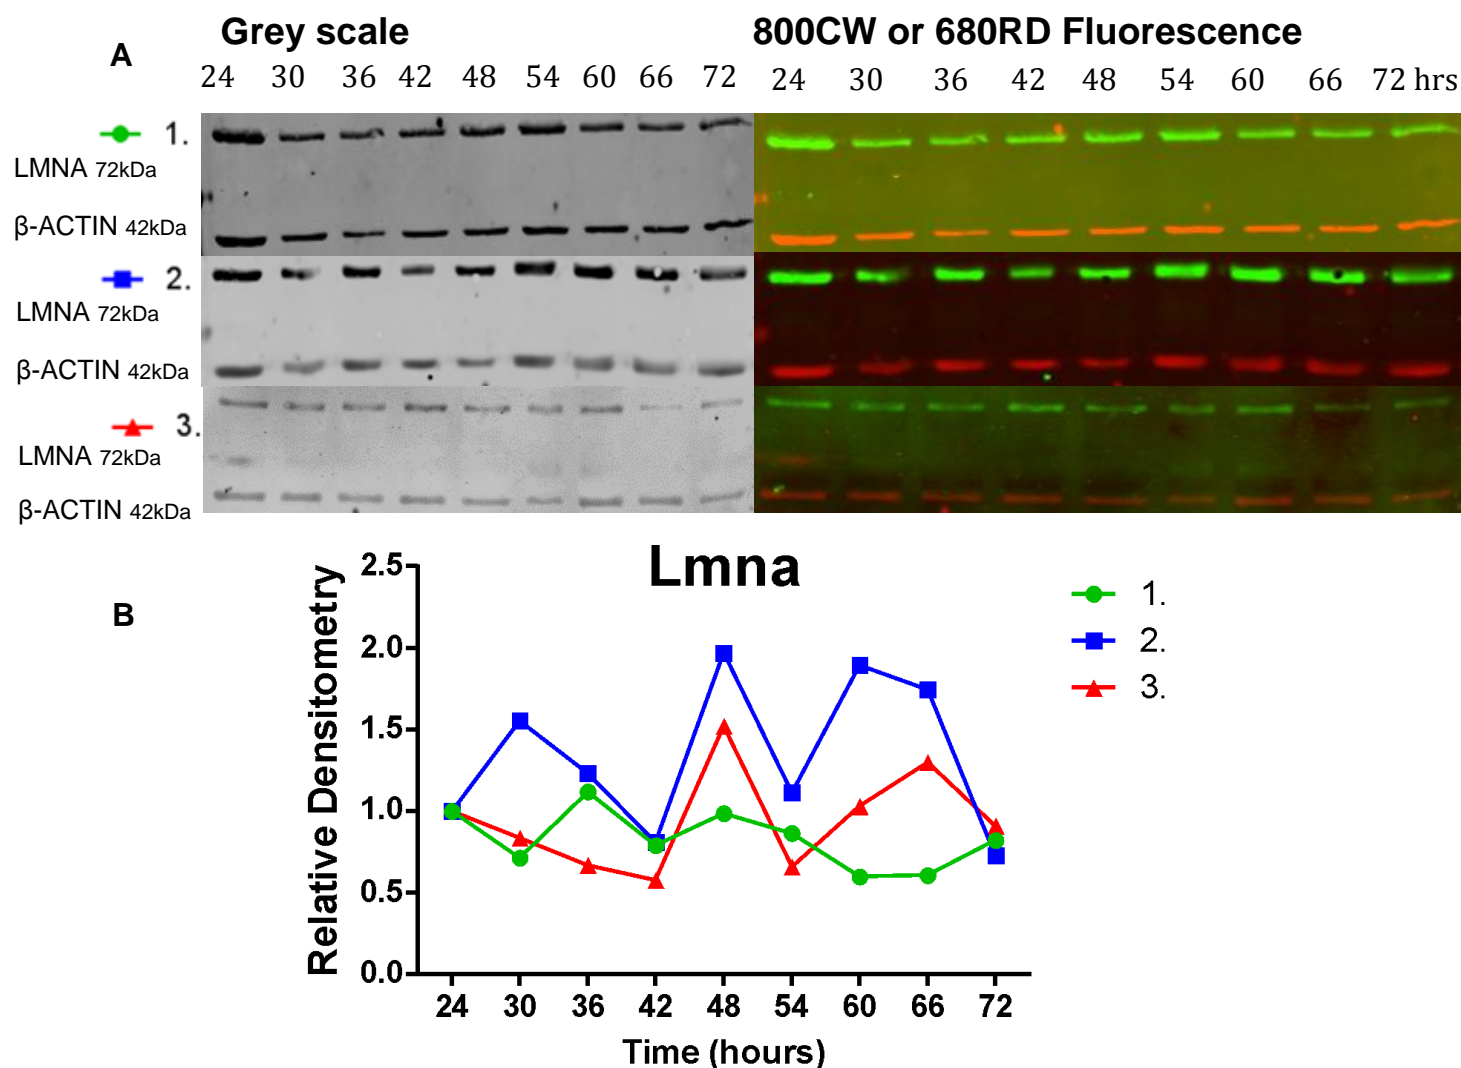 Grey scale 800CW or 680RD Fluorescence
A
24 30 36 42 48 54 60 66 72 24 30 36 42 48 54 60 66 72 hrs
1.
LMNA 72kDa
β-ACTIN 42kDa
2.
LMNA 72kDa
β-ACTIN 42kDa
3.
LMNA 72kDa
β-ACTIN 42kDa
B
Lmna
Relative Densitometry
2.5
2.0
1.5
1.0
0.5
0.0
24 30 36 42 48 54 60 66 72
Time (hours)
1.
2.
3.